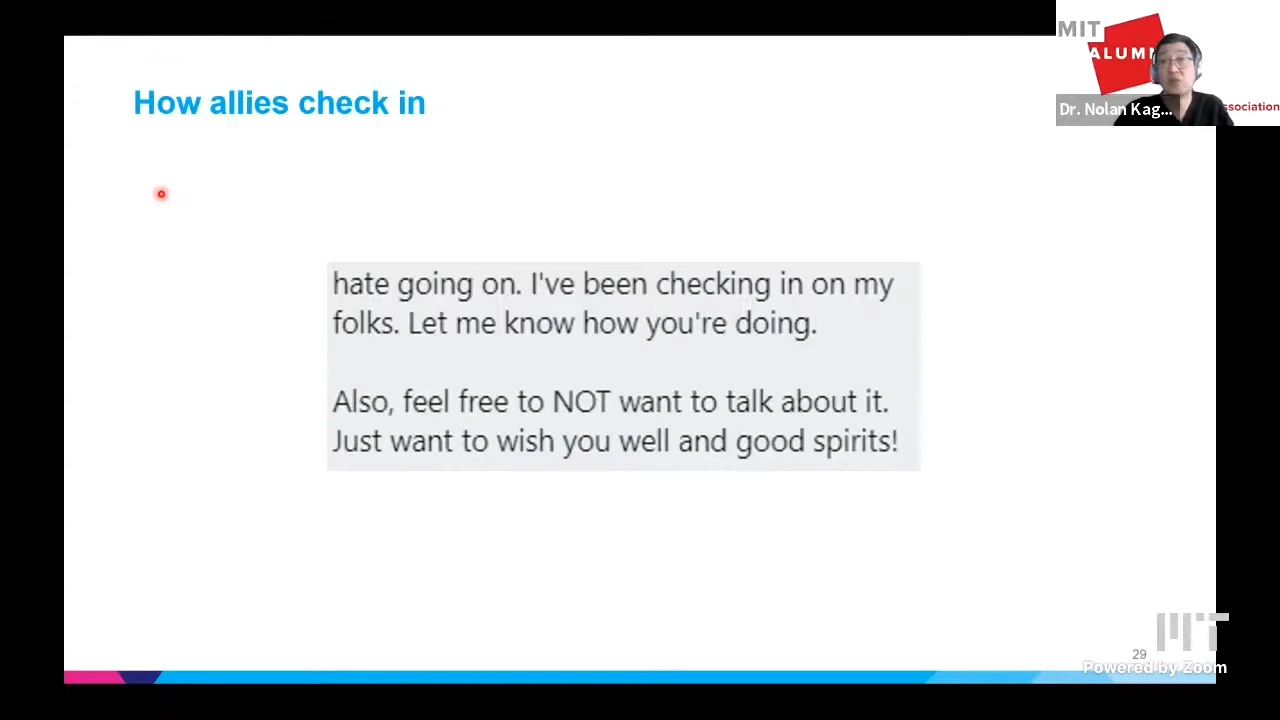 MIT
ALUMN
Dr. Nolan Kag...
ssociation
How allies check in
hate going on. I've been checking in on my
folks. Let me know how you're doing.
Also, feel free to NOT want to talk about it.
Just want to wish you well and good spirits!
29
MIT
Powered by Zoom